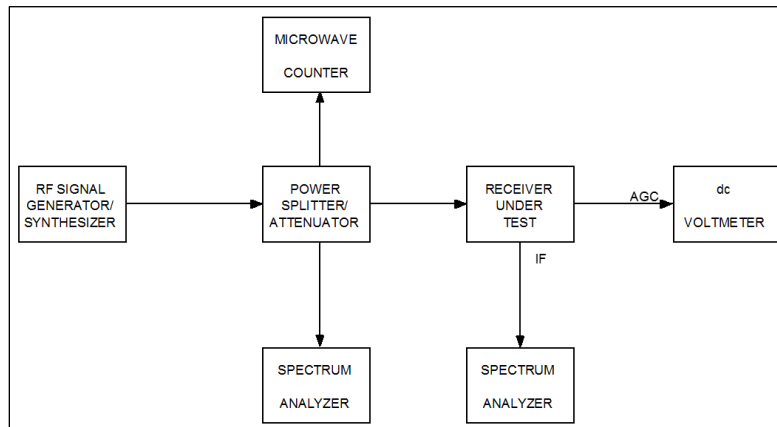 MICROWAVE
COUNTER
RF SIGNAL
GENERATOR/
SYNTHESIZER
POWER
SPLITTER/
ATTENUATOR
RECEIVER
UNDER
TEST
AGC
dc
VOLTMETER
IF
SPECTRUM
ANALYZER
SPECTRUM
ANALYZER